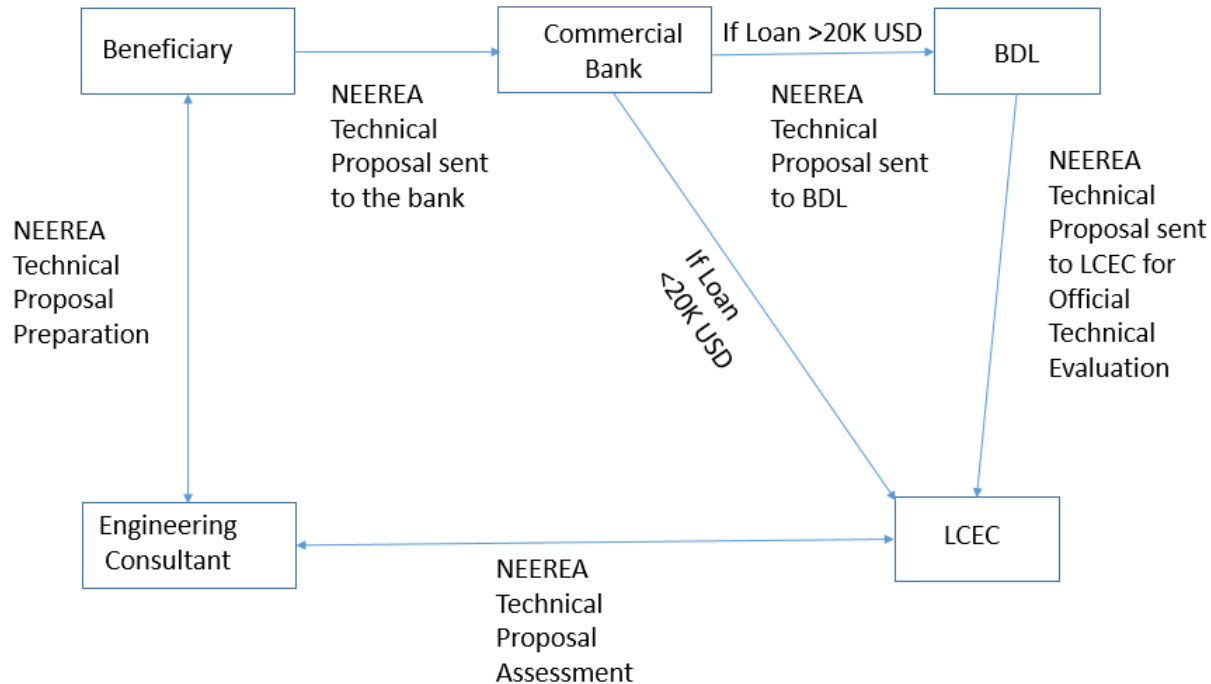 Beneficiary
Commercial
Bank
If Loan >20K USD
BDL
NEEREA
Technical
Proposal sent
to the bank
NEEREA
Technical
Proposal sent
to BDL
NEEREA
Technical
Proposal sent
to LCEC for
Official
Technical
Evaluation
NEEREA
Technical
Proposal
Preparation
If Loan
<20K USD
Engineering
Consultant
LCEC
NEEREA
Technical
Proposal
Assessment